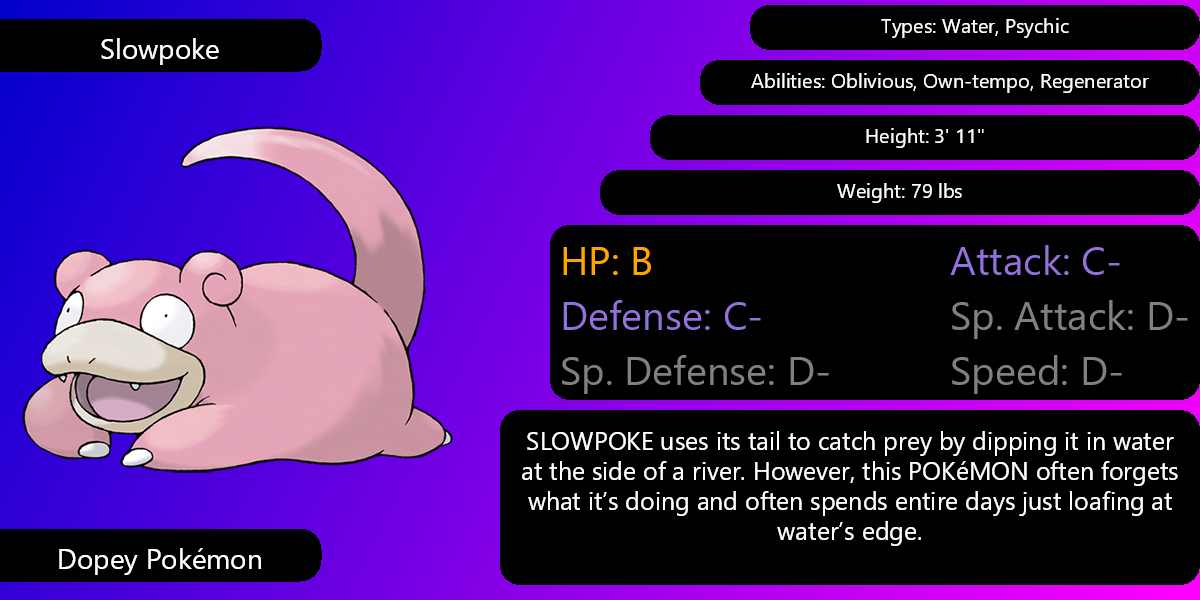 Slowpoke
Types: Water, Psychic
Abilities: Oblivious, Own-tempo, Regenerator
Height: 3' 11"
Weight: 79 lbs
HP: B
Attack: C-
Defense: C-
Sp. Attack: D-
Sp. Defense: D-
Speed: D-
SLOWPOKE uses its tail to catch prey by dipping it in water
at the side of a river. However, this POKéMON often forgets
what it’s doing and often spends entire days just loafing at
water’s edge.
Dopey Pokémon